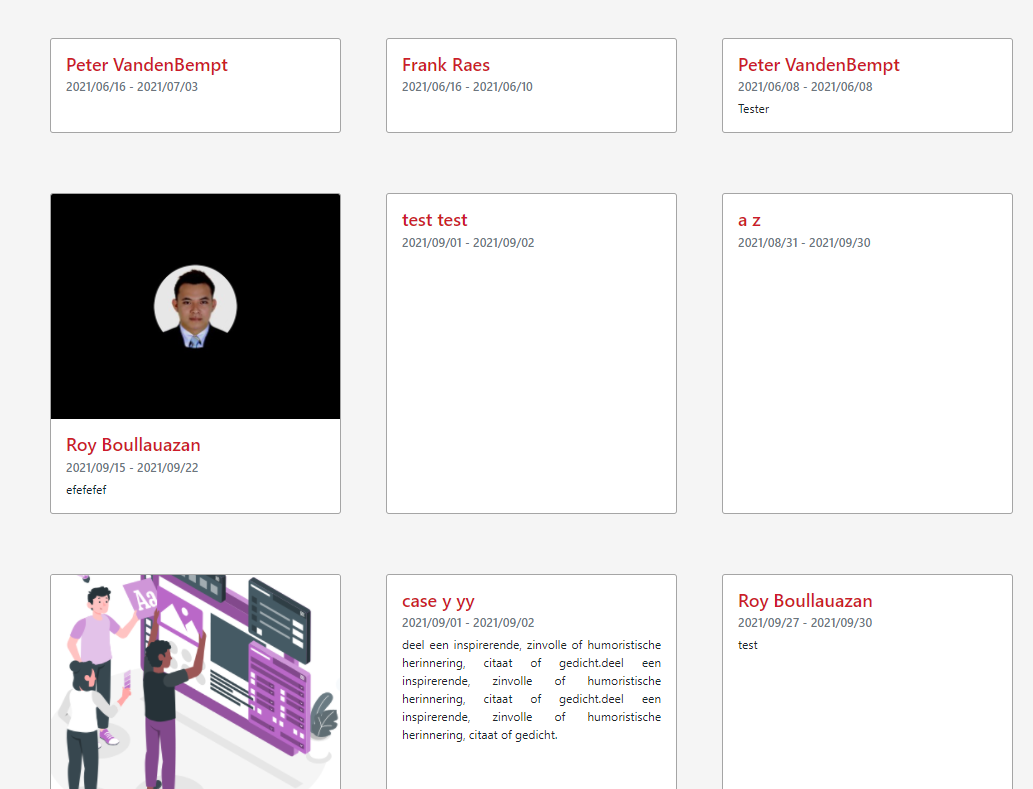 Peter VandenBempt
2021/06/16 - 2021/07/03
Frank Raes
2021/06/16 - 2021/06/10
Peter VandenBempt
2021/06/08 - 2021/06/08
Tester
Roy Boullauazan
2021/09/15 - 2021/09/22
efefefef
test test
2021/09/01 - 2021/09/02
a z
2021/08/31 - 2021/09/30
Aa
case y yy
2021/09/01 - 2021/09/02
deel een inspirerende, zinvolle of humoristische
herinnering, citaat of gedicht.deel een
inspirerende, zinvolle of humoristische
herinnering, citaat of gedicht.deel een
inspirerende, zinvolle of humoristische
herinnering, citaat of gedicht.
Roy Boullauazan
2021/09/27 - 2021/09/30
test